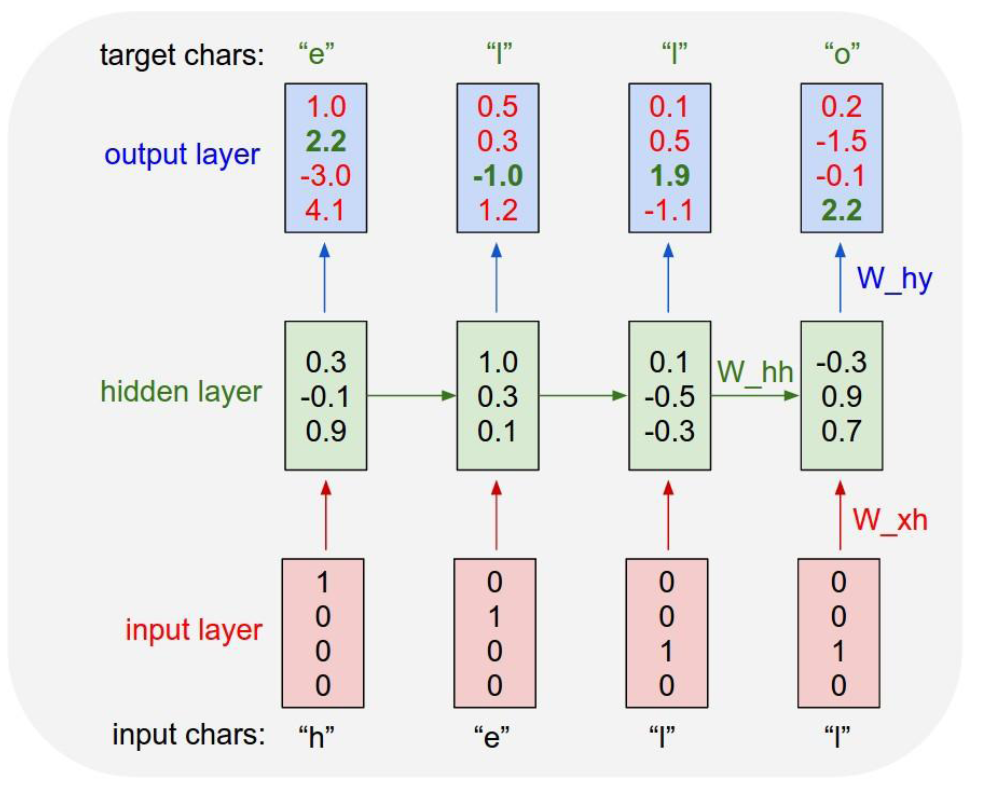 target chars: “e” “l” “l” “o”
output layer
1.0 0.5 0.1 0.2
2.2 0.3 0.5 -1.5
-3.0 -1.0 1.9 -0.1
4.1 1.2 -1.1 2.2
W_hy
hidden layer
0.3 1.0 0.1 -0.3
-0.1 0.3 -0.5 0.9
0.9 0.1 -0.3 0.7
W_hh
W_xh
input layer
1 0 0 0
0 1 0 0
0 0 1 1
0 0 0 0
input chars: “h” “e” “l” “l”